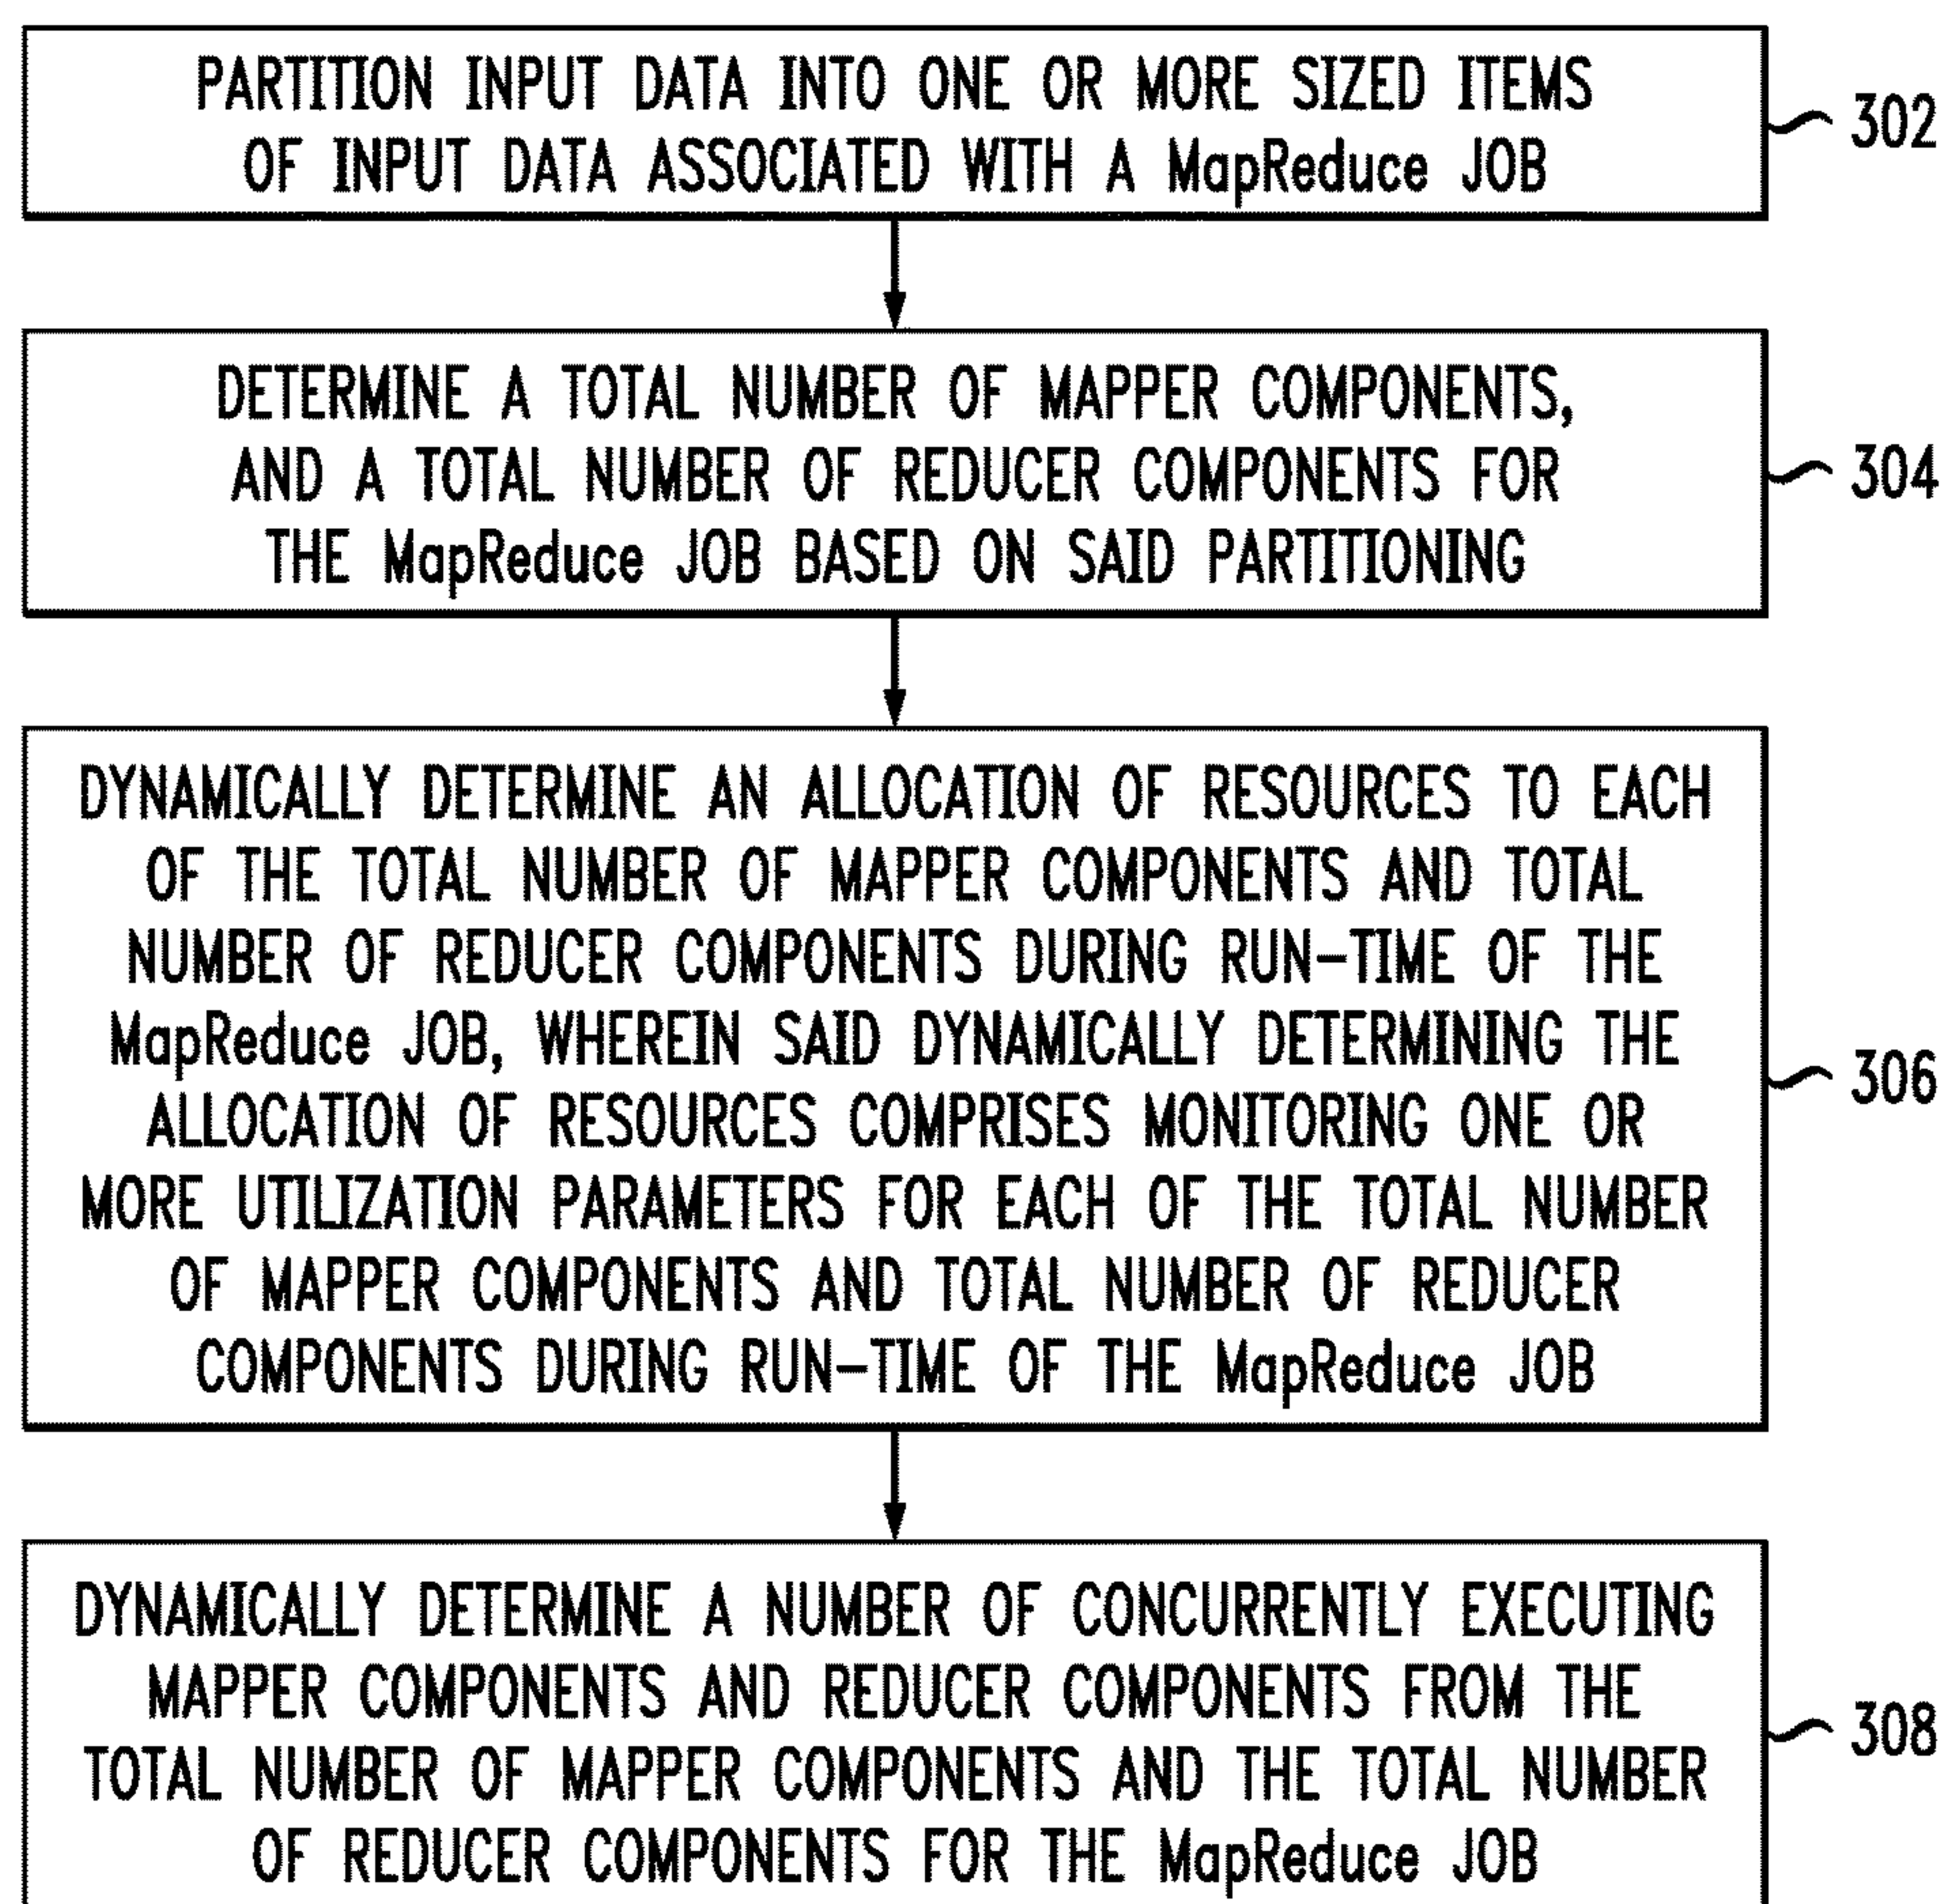 PARTITION INPUT DATA INTO ONE OR MORE SIZED ITEMS
OF INPUT DATA ASSOCIATED WITH A MapReduce JOB
302
DETERMINE A TOTAL NUMBER OF MAPPER COMPONENTS,
AND A TOTAL NUMBER OF REDUCER COMPONENTS FOR
THE MapReduce JOB BASED ON SAID PARTITIONING
304
DYNAMICALLY DETERMINE AN ALLOCATION OF RESOURCES TO EACH
OF THE TOTAL NUMBER OF MAPPER COMPONENTS AND TOTAL
NUMBER OF REDUCER COMPONENTS DURING RUN-TIME OF THE
MapReduce JOB, WHEREIN SAID DYNAMICALLY DETERMINING THE
ALLOCATION OF RESOURCES COMPRISES MONITORING ONE OR
MORE UTILIZATION PARAMETERS FOR EACH OF THE TOTAL NUMBER
OF MAPPER COMPONENTS AND TOTAL NUMBER OF REDUCER
COMPONENTS DURING RUN-TIME OF THE MapReduce JOB
306
DYNAMICALLY DETERMINE A NUMBER OF CONCURRENTLY EXECUTING
MAPPER COMPONENTS AND REDUCER COMPONENTS FROM THE
TOTAL NUMBER OF MAPPER COMPONENTS AND THE TOTAL NUMBER
OF REDUCER COMPONENTS FOR THE MapReduce JOB
308